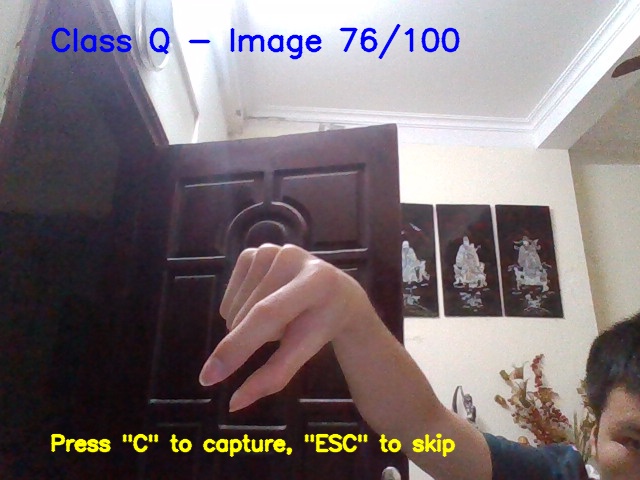 Class Q - Image 76/100
Press "C" to capture, "ESC" to skip